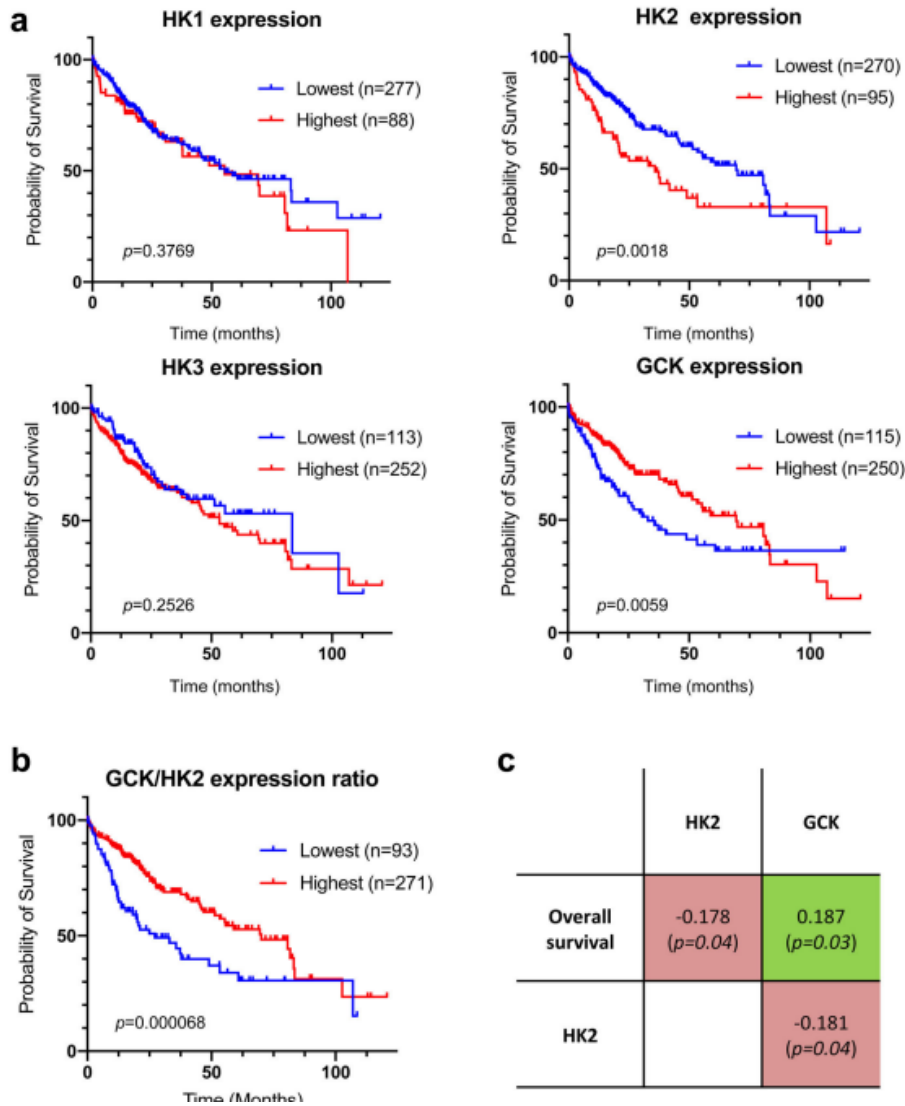 a
HK1 expression
Probability of Survival
100
50
0
Lowest (n=277)
Highest (n=88)
p=0.3769
0 50 100
Time (months)
HK2 expression
Probability of Survival
100
50
0
Lowest (n=270)
Highest (n=95)
p=0.0018
0 50 100
Time (months)
HK3 expression
Probability of Survival
100
50
0
Lowest (n=113)
Highest (n=252)
p=0.2526
0 50 100
Time (months)
GCK expression
Probability of Survival
100
50
0
Lowest (n=115)
Highest (n=250)
p=0.0059
0 50 100
Time (months)
b
GCK/HK2 expression ratio
Probability of Survival
100
50
0
Lowest (n=93)
Highest (n=271)
p=0.000068
0 50 100
Time (Months)
c
HK2 GCK
Overall
survival
-0.178
(p=0.04)
0.187
(p=0.03)
HK2
-0.181
(p=0.04)